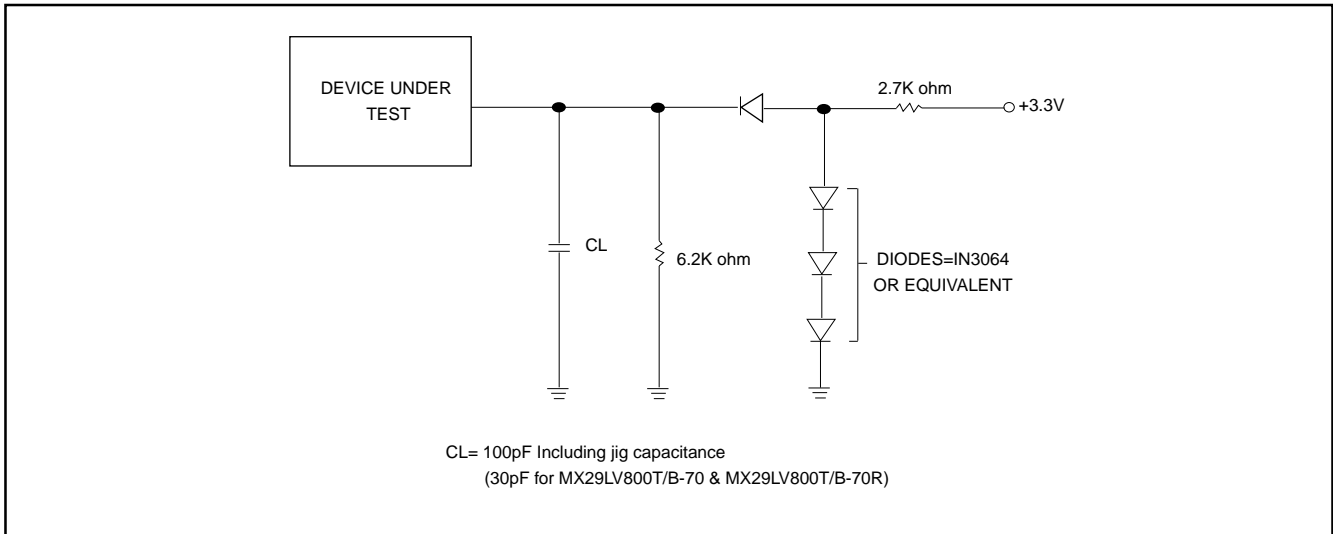 DEVICE UNDER
TEST
2.7K ohm
+3.3V
CL
6.2K ohm
DIODES=IN3064
OR EQUIVALENT
CL= 100pF Including jig capacitance
(30pF for MX29LV800T/B-70 & MX29LV800T/B-70R)